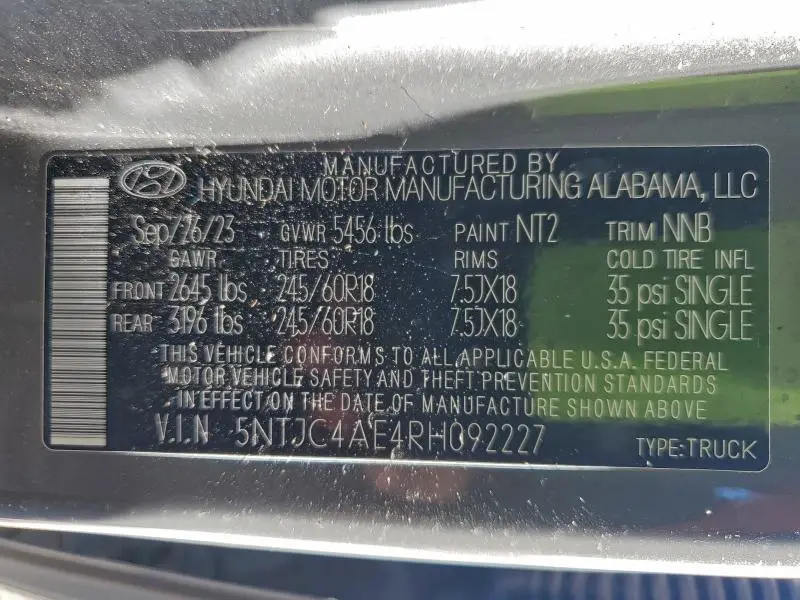 MANUFACTURED BY
HYUNDAI MOTOR MANUFACTURING ALABAMA, LLC
Sep/26/23 GVWR 5456 lbs PAINT NT2 TRIM NNB
GAWR TIRES RIMS COLD TIRE INFL
FRONT 2645 lbs 245/60R18 7.5JX18 35 psi SINGLE
REAR 3196 lbs 245/60R18 7.5JX18 35 psi SINGLE
THIS VEHICLE CONFORMS TO ALL APPLICABLE U.S.A. FEDERAL
MOTOR VEHICLE SAFETY AND THEFT PREVENTION STANDARDS
IN EFFECT ON THE DATE OF MANUFACTURE SHOWN ABOVE
V.I.N 5NTJC4AE4RH092227 TYPE:TRUCK